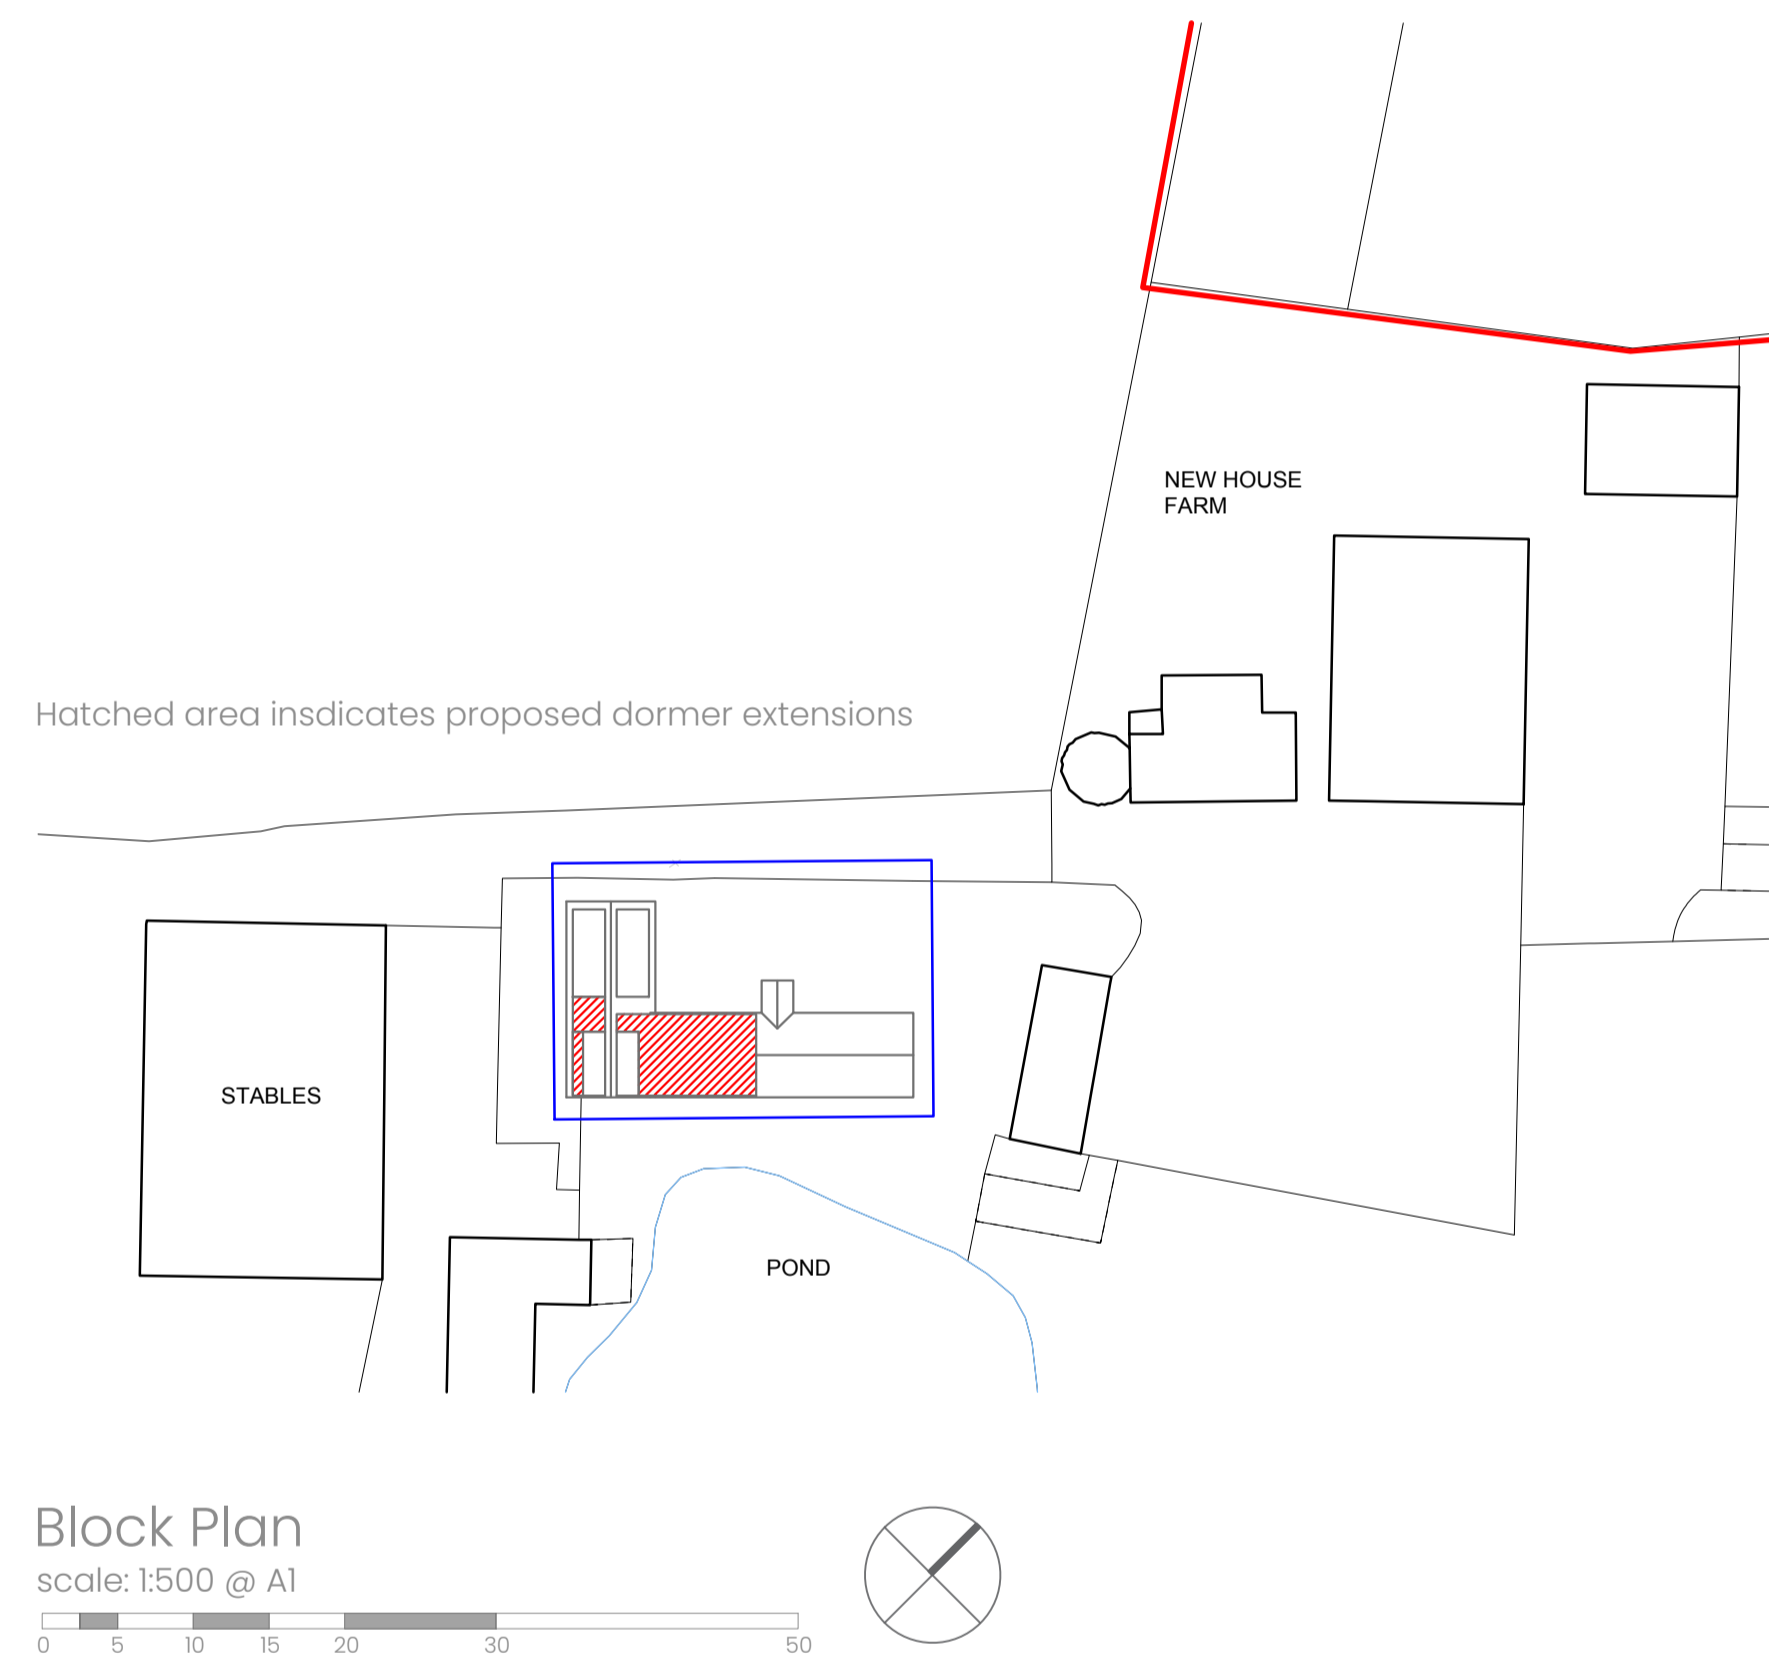 NEW HOUSE
FARM
Hatched area insdicates proposed dormer extensions
STABLES
POND
Block Plan
scale: 1:500 @ A1
0 5 10 15 20 30 50